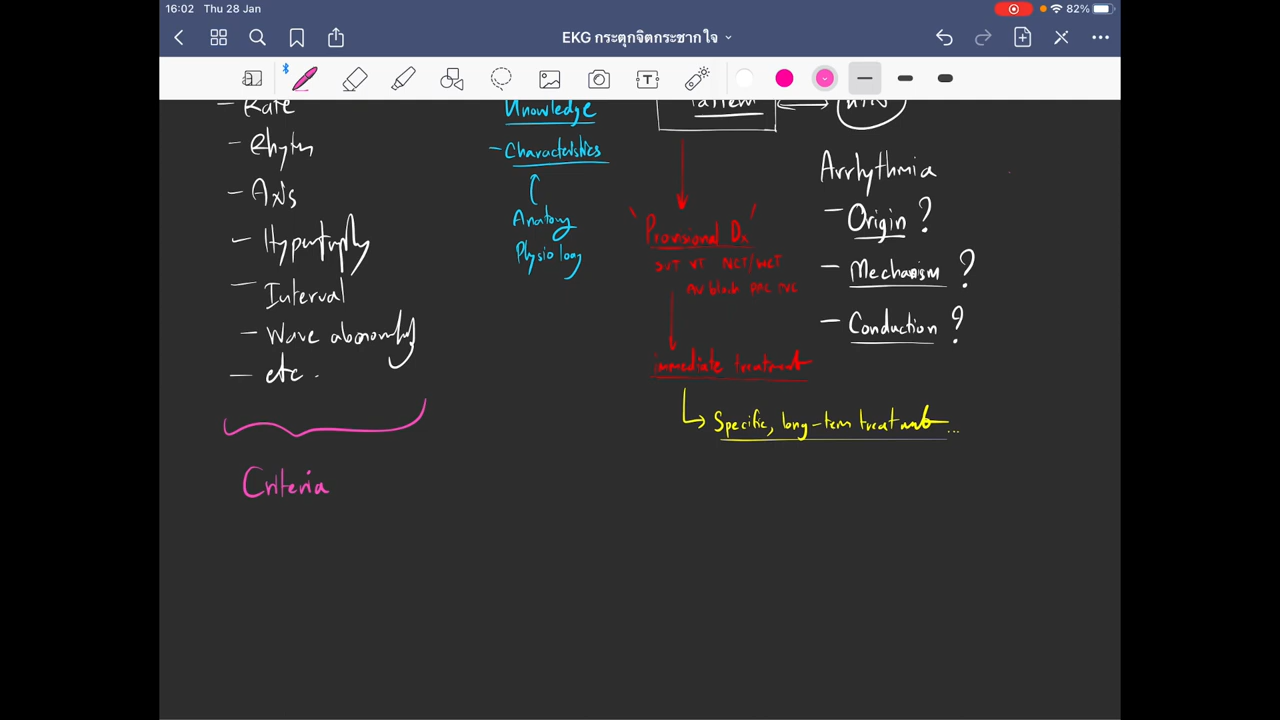 16:02 Thu 28 Jan
82%
EKG กระตุกจิตกระชากใจ
T
Rate
- Rhythm
- Axis
- Hypertrophy
- Interval
- Wave abnormality
- etc.
Criteria
Knowledge
- Characteristics
Anatomy
Physiology
"Provisional Dx"
SVT VT NCT/WCT
AV block PAC PVC
immediate treatment
Specific, long-term treatment...
Arrhythmia
- Origin?
- Mechanism?
- Conduction?